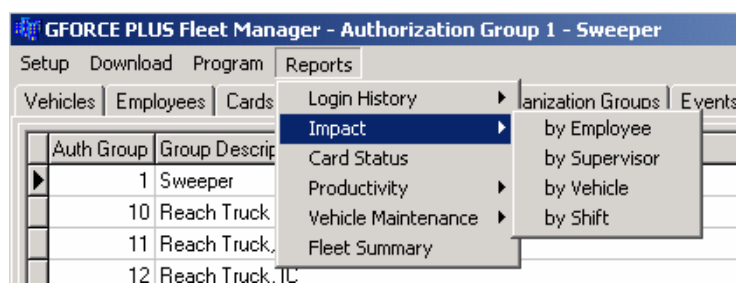 GFORCE PLUS Fleet Manager - Authorization Group 1 - Sweeper
Setup Download Program Reports
Vehicles Employees Cards Groups Events
Login History
Impact
Card Status
Productivity
Vehicle Maintenance
Fleet Summary
by Employee
by Supervisor
by Vehicle
by Shift
Auth Group Group
1 Sweeper
10 Reach Truck
11 Reach Truck,
12 Reach Truck, TC